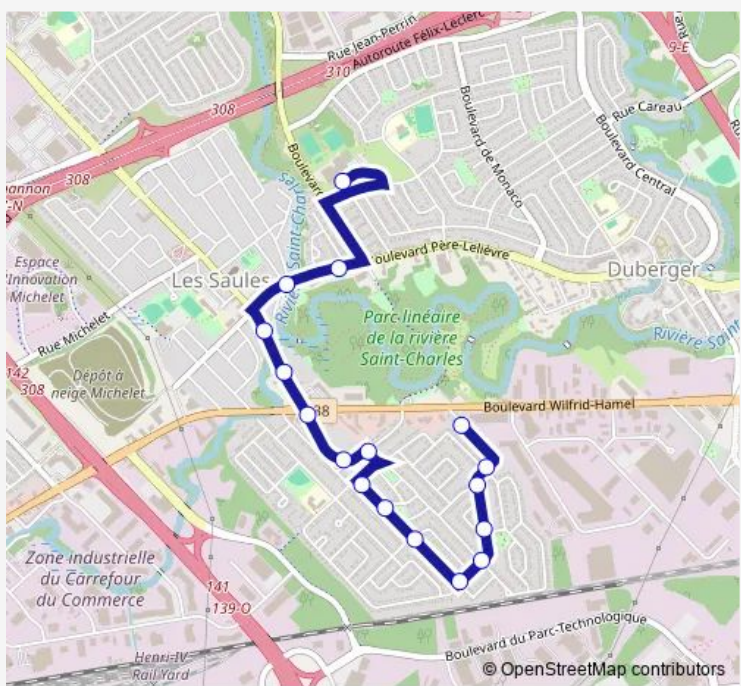 Rue Jean-Perrin
Autoroute Félix-Leclerc
310
9-E
308
Rue Careau
Boulevard de Monaco
Boulevard Central
308
Boulevard
Rivière Saint-Char
Boulevard Père-Lelièvre
Les Saules
Duberger
Espace
l'Innovation
Michelet
Parc linéaire
de la rivière
Saint-Charles
Rue Michelet
Rivière Saint
142
308
Dépôt à
neige Michelet
Boulevard Wilfrid-Hamel
Zone industrielle
du Carrefour
du Commerce
141
139-O
Henri-IV
Rail Yard
Boulevard du Parc-Technologique
© OpenStreetMap contributors